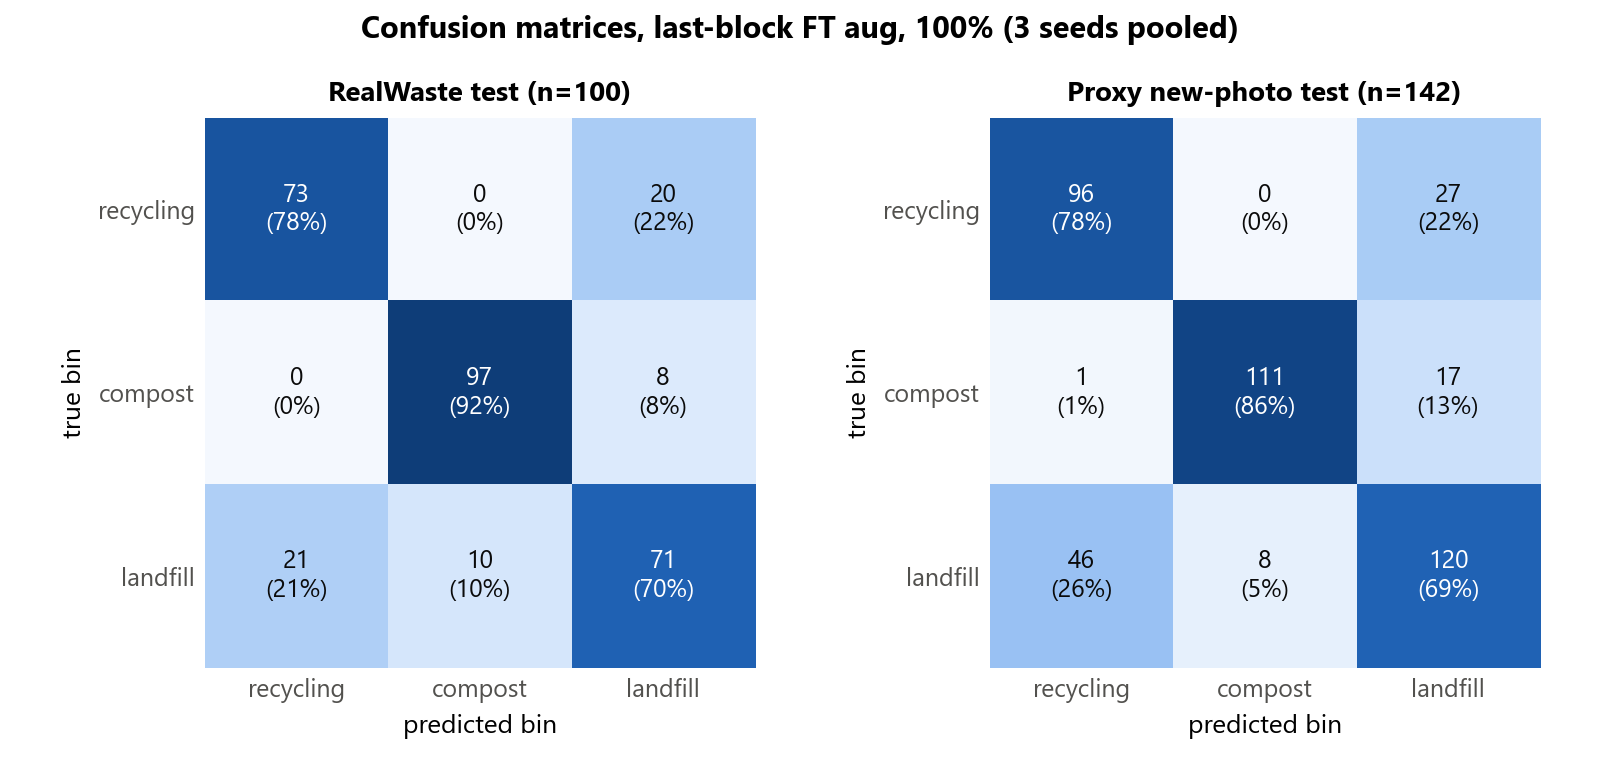 Confusion matrices, last-block FT aug, 100% (3 seeds pooled)
RealWaste test (n=100)
true bin
recycling
73
(78%)
0
(0%)
20
(22%)
compost
0
(0%)
97
(92%)
8
(8%)
landfill
21
(21%)
10
(10%)
71
(70%)
recycling
compost
landfill
predicted bin
Proxy new-photo test (n=142)
true bin
recycling
96
(78%)
0
(0%)
27
(22%)
compost
1
(1%)
111
(86%)
17
(13%)
landfill
46
(26%)
8
(5%)
120
(69%)
recycling
compost
landfill
predicted bin